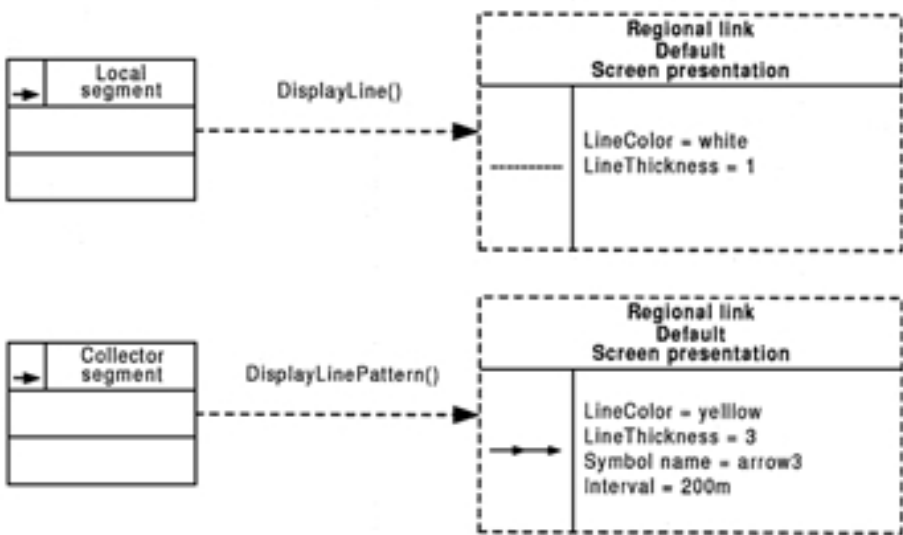 Local
segment
DisplayLine()
Regional link
Default
Screen presentation
LineColor = white
LineThickness = 1
Collector
segment
DisplayLinePattern()
Regional link
Default
Screen presentation
LineColor = yelllow
LineThickness = 3
Symbol name = arrow3
Interval = 200m